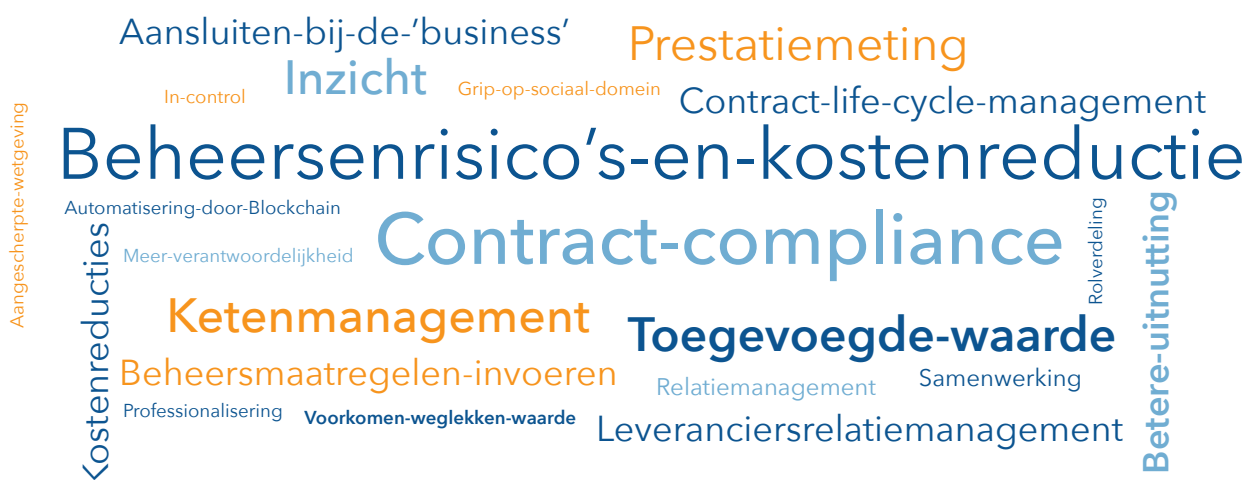 Aansluiten-bij-de-'business'
Prestatiemeting
Inzicht
In-control
Grip-op-sociaal-domein
Contract-life-cycle-management
Aangescherpte-wetgeving
Beheersenrisico's-en-kostenreductie
Automatisering-door-Blockchain
Contract-compliance
Rolverdeling
Betere-uitnutting
Kostenreducties
Meer-verantwoordelijkheid
Ketenmanagement
Toegevoegde-waarde
Beheersmaatregelen-invoeren
Relatiemanagement
Samenwerking
Professionalisering
Voorkomen-weglekken-waarde
Leveranciersrelatiemanagement